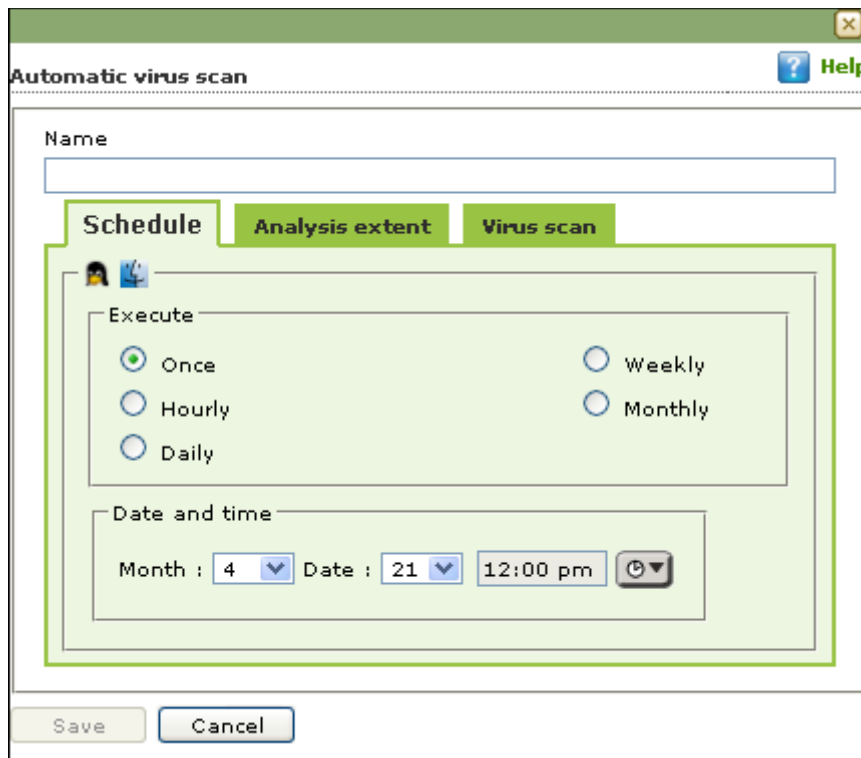 Automatic virus scan
? Help
Name
Schedule Analysis extent Virus scan
Execute
Once Weekly
Hourly Monthly
Daily
Date and time
Month : 4 Date : 21 12:00 pm
Save Cancel